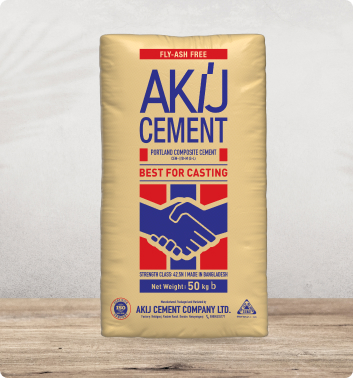 FLY-ASH FREE
AKIJ
CEMENT
PORTLAND COMPOSITE CEMENT
BEST FOR CASTING
STRENGTH CLASS: 42.5N | MADE IN BANGLADESH
Net Weight: 50 kg b
AKIJ CEMENT COMPANY LTD.
ISO